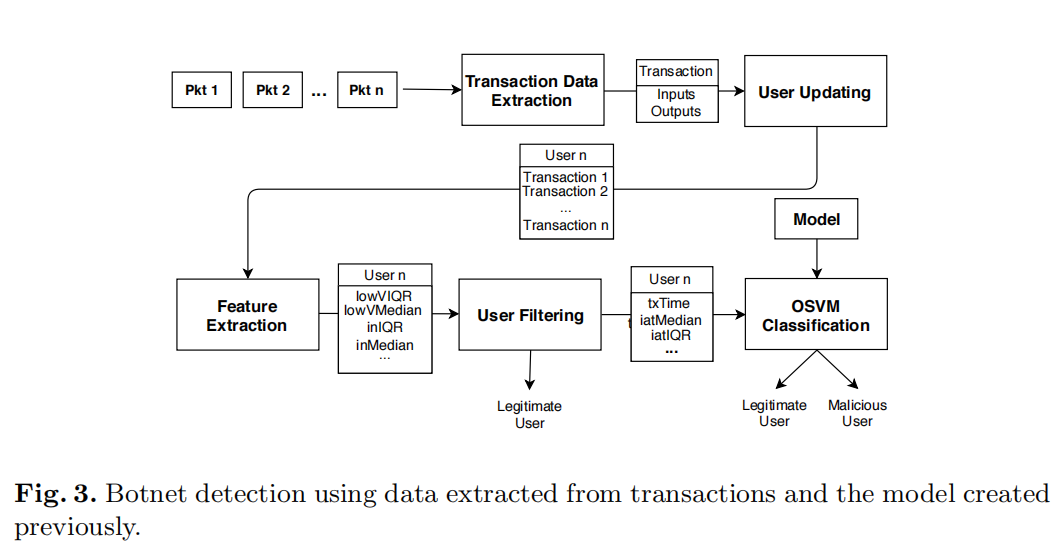 Pkt 1
Pkt 2
...
Pkt n
Transaction Data
Extraction
Transaction
Inputs
Outputs
User Updating
User n
Transaction 1
Transaction 2
...
Transaction n
Model
Feature
Extraction
User n
lowVIQR
lowVMedian
inIQR
inMedian
...
User Filtering
User n
txTime
iatMedian
iatIQR
...
OSVM
Classification
Legitimate
User
Legitimate
User
Malicious
User
Fig. 3. Botnet detection using data extracted from transactions and the model created
previously.